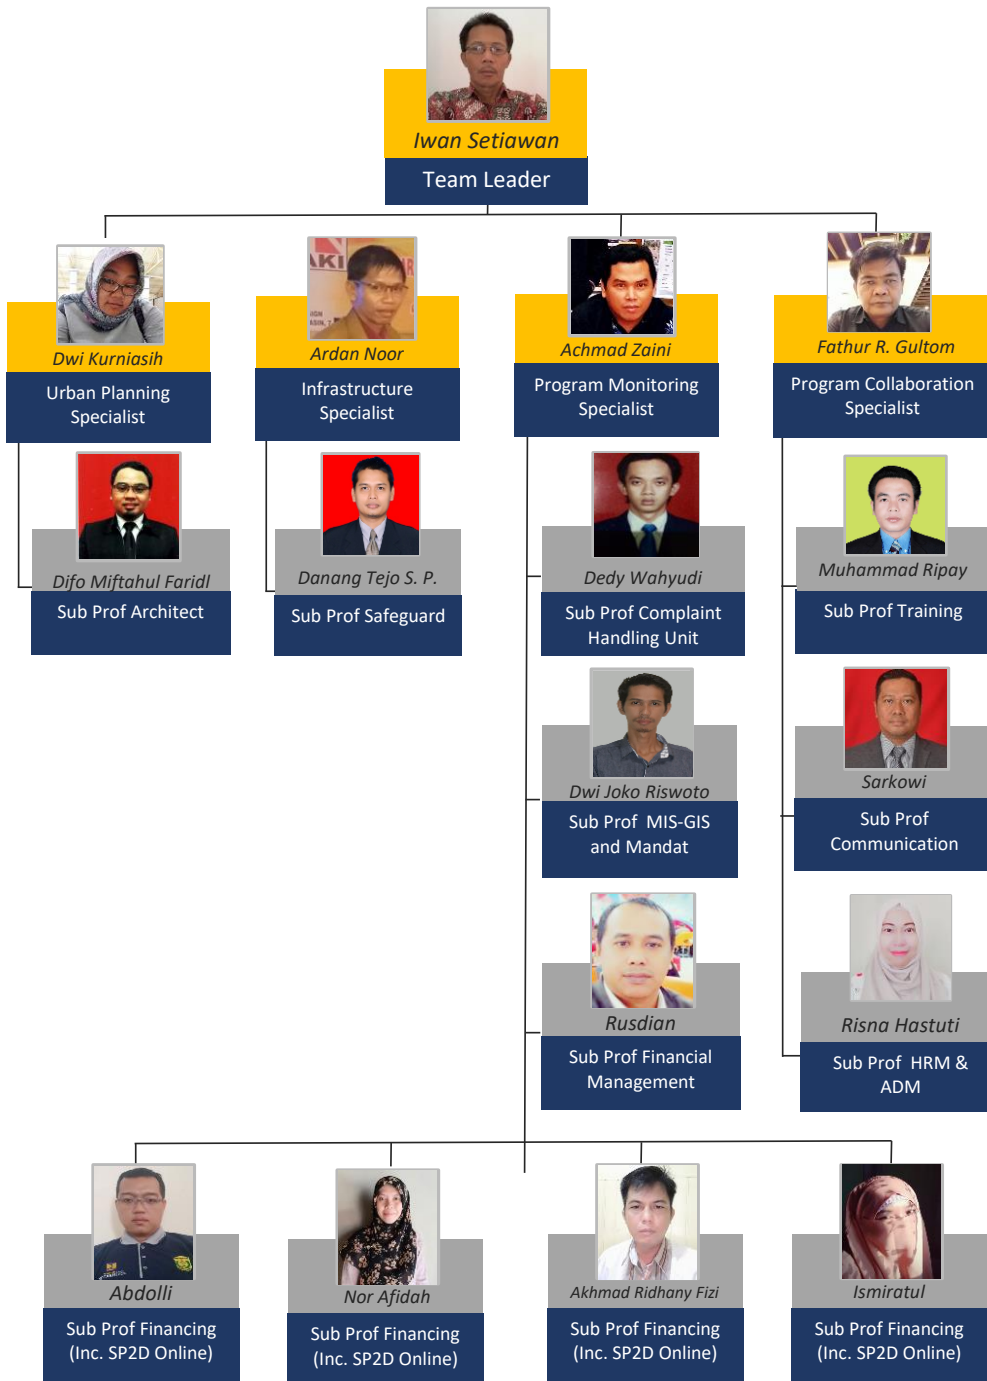 Iwan Setiawan
Team Leader
Dwi Kurniasih
Urban Planning
Specialist
AKI
Ardan Noor
Infrastructure
Specialist
Achmad Zaini
Program Monitoring
Specialist
Fathur R. Gultom
Program Collaboration
Specialist
Difo Miftahul Faridl
Sub Prof Architect
Danang Tejo S. P.
Sub Prof Safeguard
Dedy Wahyudi
Sub Prof Complaint
Handling Unit
Muhammad Ripay
Sub Prof Training
Dwi Joko Riswoto
Sub Prof MIS-GIS
and Mandat
Sarkowi
Sub Prof
Communication
Rusdian
Sub Prof Financial
Management
Risna Hastuti
Sub Prof HRM &
ADM
Abdolli
Sub Prof Financing
(Inc. SP2D Online)
Nor Afidah
Sub Prof Financing
(Inc. SP2D Online)
Akhmad Ridhany Fizi
Sub Prof Financing
(Inc. SP2D Online)
Ismiratul
Sub Prof Financing
(Inc. SP2D Online)